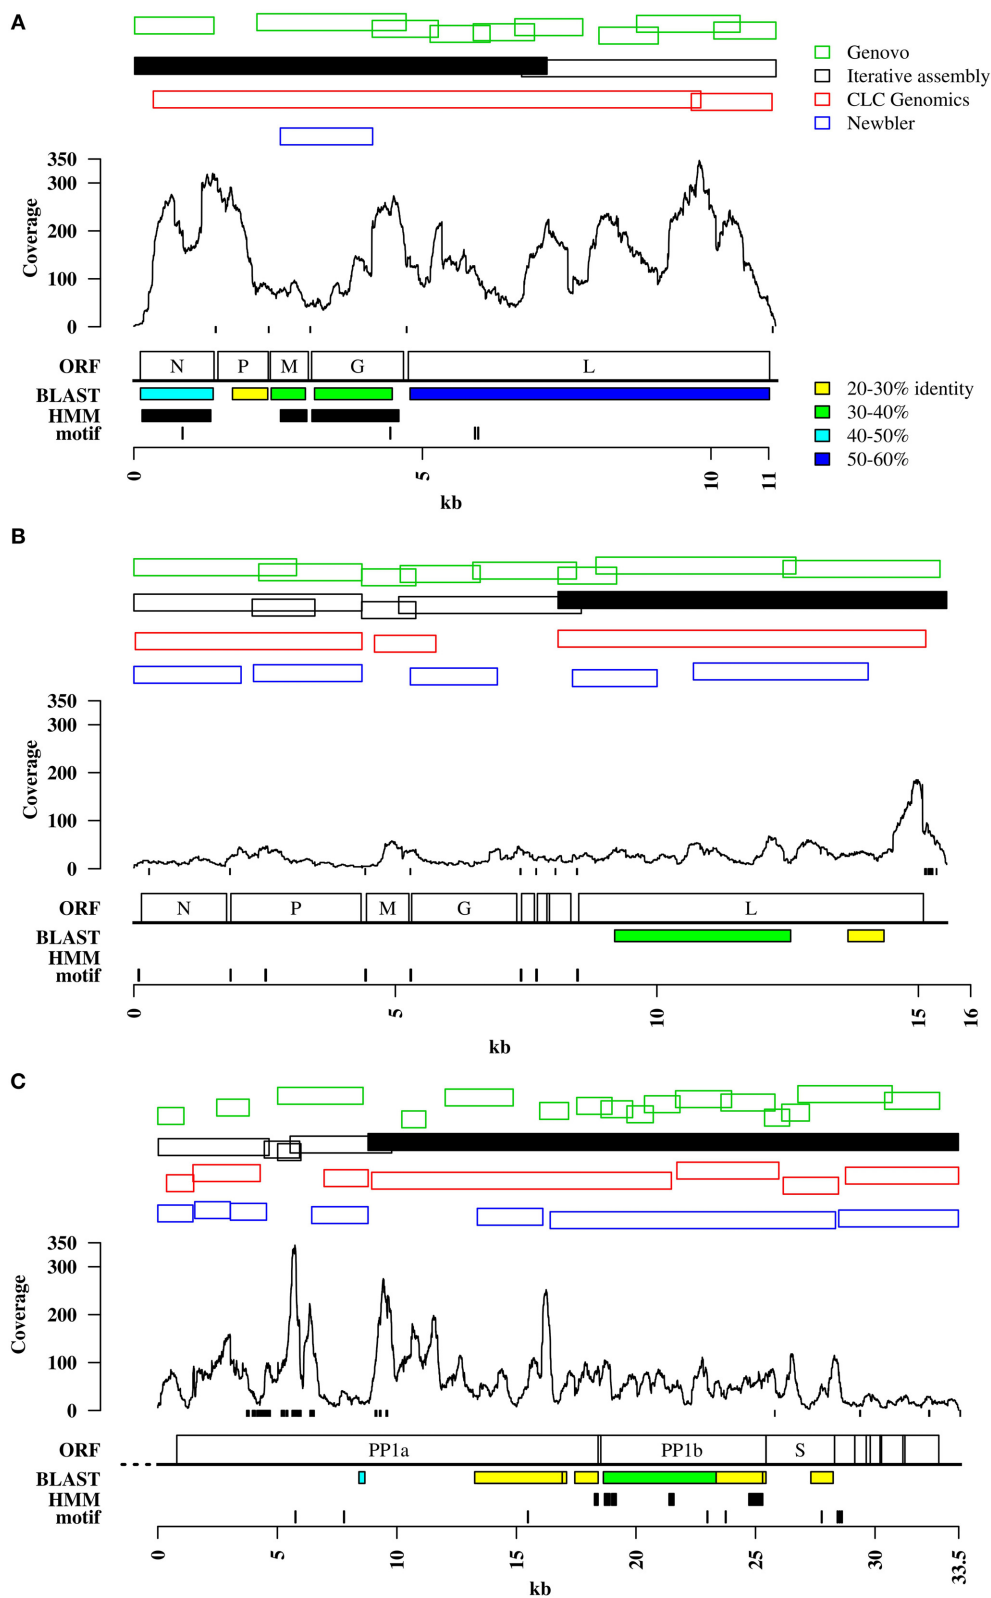 A
Genovo
Iterative assembly
CLC Genomics
Newbler
350
300
200
100
0
Coverage
ORF N P M G L
BLAST
HMM
motif
20-30% identity
30-40%
40-50%
50-60%
0 5 10 11
kb
B
350
300
200
100
0
Coverage
ORF N P M G L
BLAST
HMM
motif
0 5 10 15 16
kb
C
350
300
200
100
0
Coverage
ORF PP1a PP1b S
BLAST
HMM
motif
0 5 10 15 20 25 30 33.5
kb